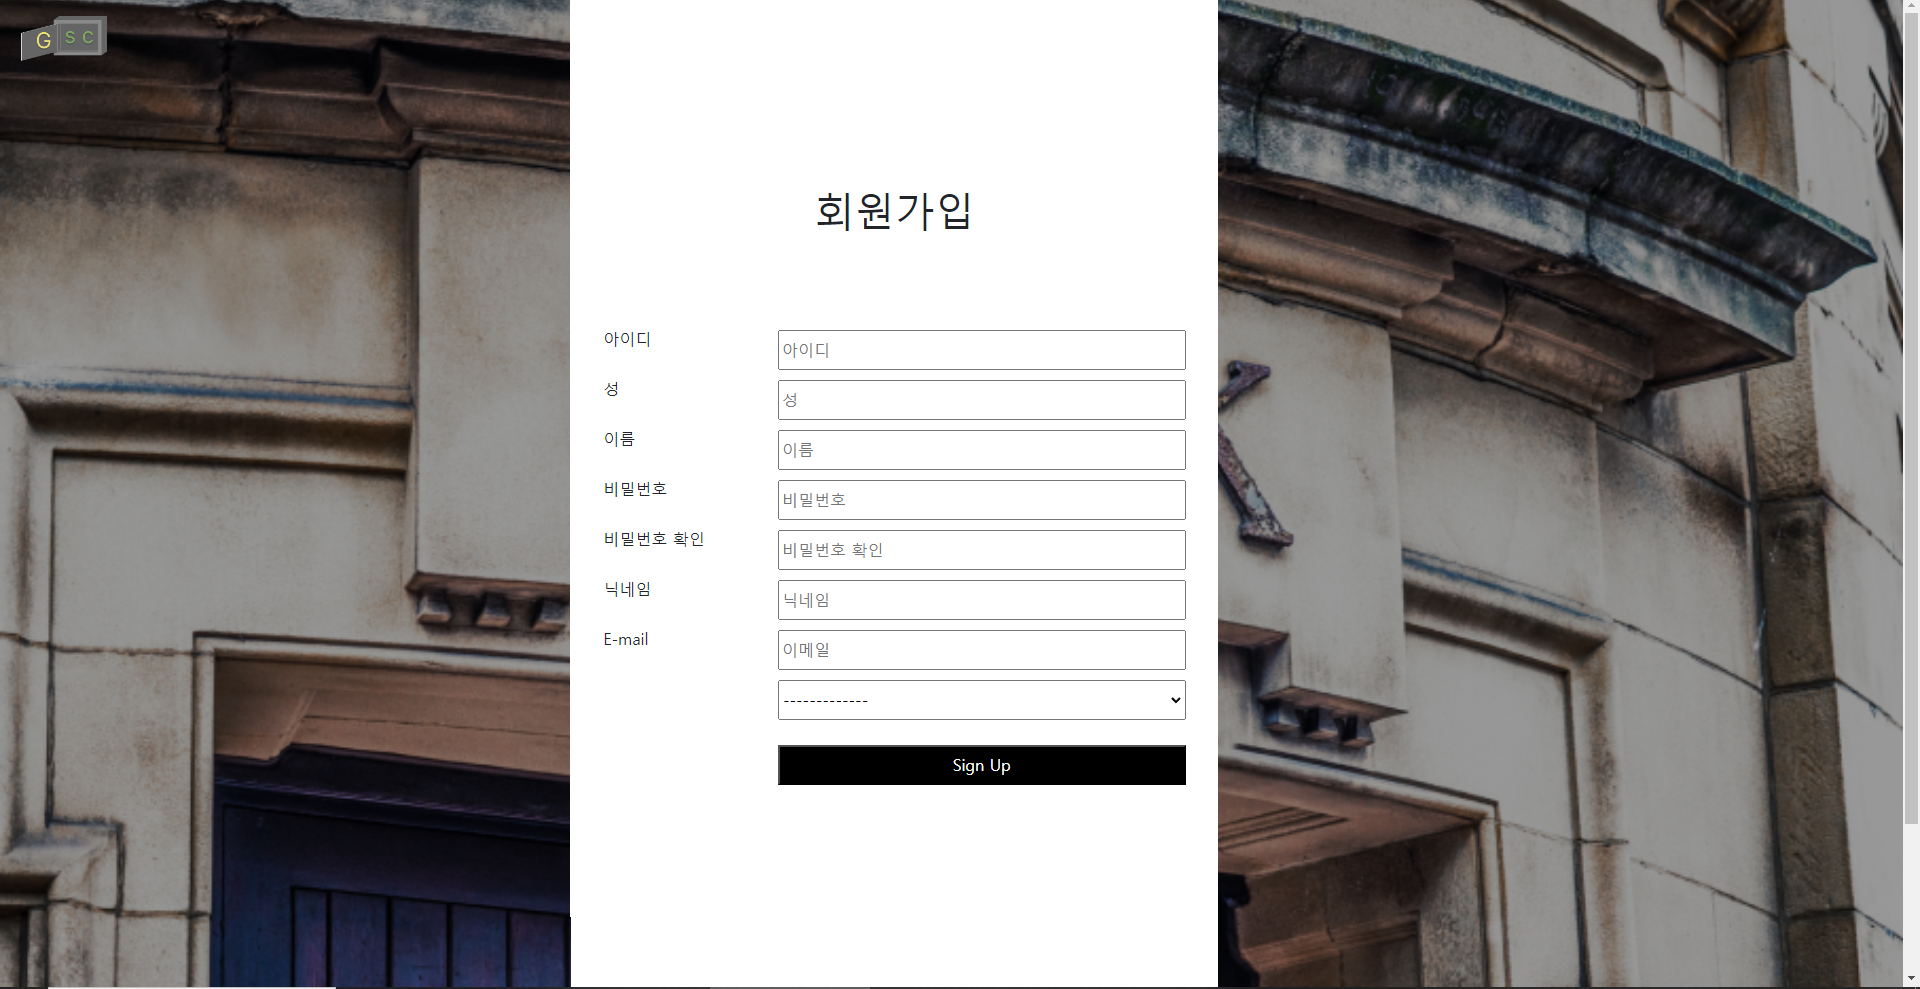 G S C
회원가입
아이디
아이디
성
성
이름
이름
비밀번호
비밀번호
비밀번호 확인
비밀번호 확인
닉네임
닉네임
E-mail
이메일
-------------
Sign Up
K